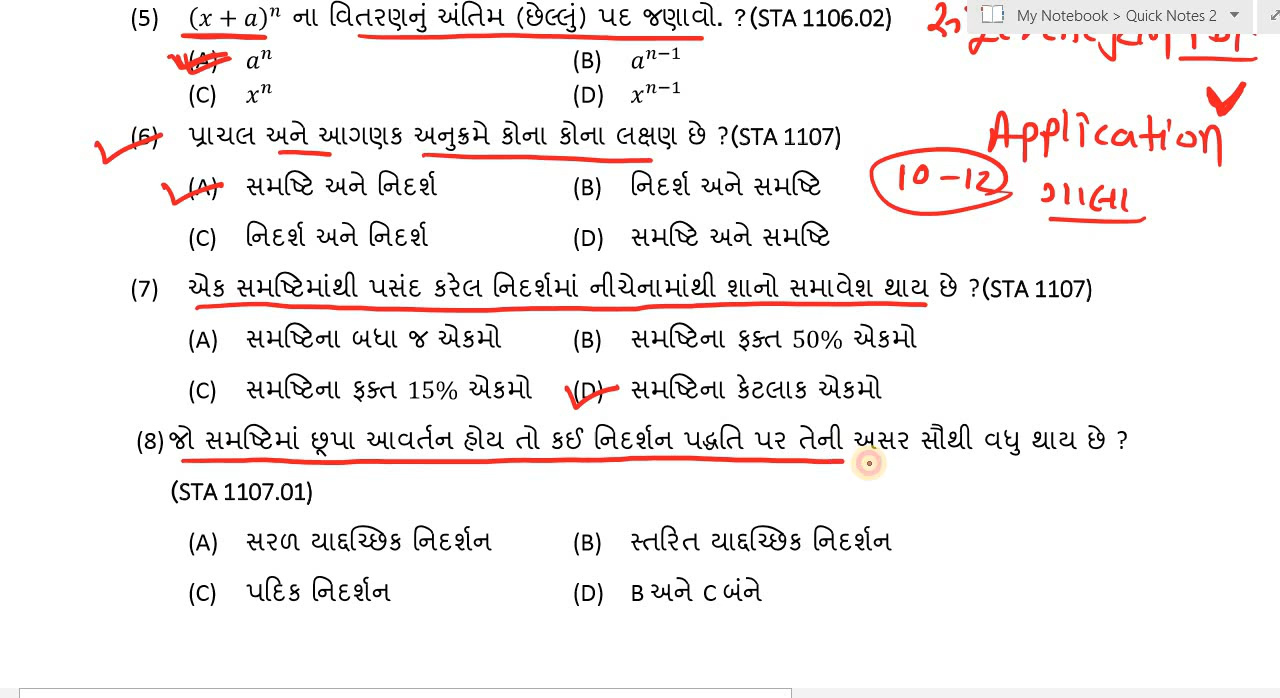 My Notebook > Quick Notes 2
(5) (x + a)ⁿ ના વિતરણનું અંતિમ (છેલ્લું) પદ જણાવો. ?(STA 1106.02)
(A) aⁿ (B) aⁿ⁻¹
(C) xⁿ (D) xⁿ⁻¹
(6) પ્રાચલ અને આગણક અનુક્રમે કોના કોના લક્ષણ છે ?(STA 1107)
Application
(A) સમષ્ટિ અને નિદર્શ (B) નિદર્શ અને સમષ્ટિ
10-12
ગાલા
(C) નિદર્શ અને નિદર્શ (D) સમષ્ટિ અને સમષ્ટિ
(7) એક સમષ્ટિમાંથી પસંદ કરેલ નિદર્શમાં નીચેનામાંથી શાનો સમાવેશ થાય છે ?(STA 1107)
(A) સમષ્ટિના બધા જ એકમો (B) સમષ્ટિના ફક્ત 50% એકમો
(C) સમષ્ટિના ફક્ત 15% એકમો (D) સમષ્ટિના કેટલાક એકમો
(8) જો સમષ્ટિમાં છૂપા આવર્તન હોય તો કઈ નિદર્શન પદ્ધતિ પર તેની અસર સૌથી વધુ થાય છે ?
(STA 1107.01)
(A) સરળ યાદ્દચ્છિક નિદર્શન (B) સ્તરિત યાદ્દચ્છિક નિદર્શન
(C) પદિક નિદર્શન (D) B અને C બંને